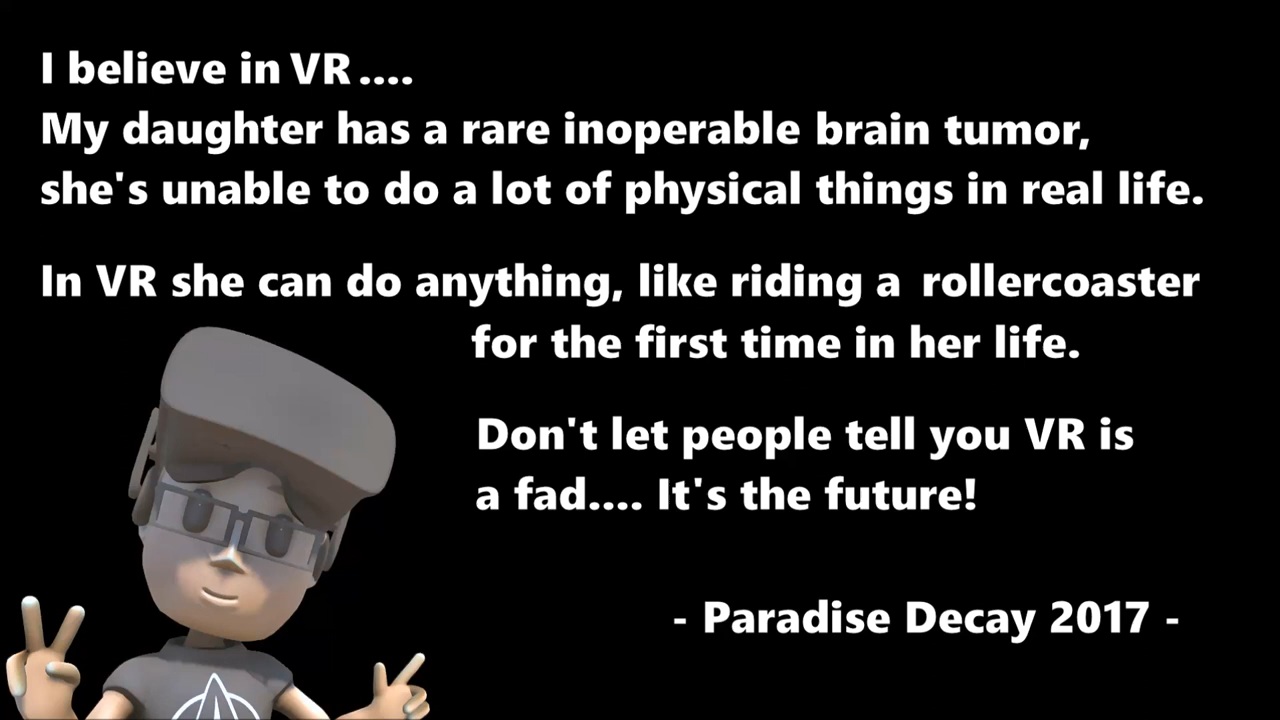 I believe in VR....
My daughter has a rare inoperable brain tumor,
she's unable to do a lot of physical things in real life.
In VR she can do anything, like riding a rollercoaster
for the first time in her life.
Don't let people tell you VR is
a fad.... It's the future!
- Paradise Decay 2017 -